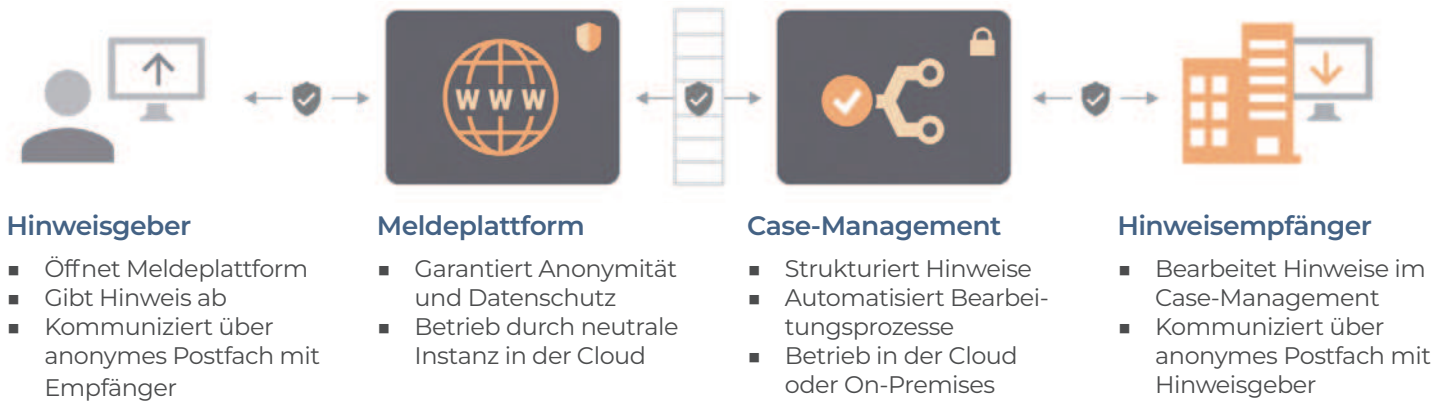 WWW
Hinweisgeber
■ Öffnet Meldeplattform
■ Gibt Hinweis ab
■ Kommuniziert über
anonymes Postfach mit
Empfänger
Meldeplattform
■ Garantiert Anonymität
und Datenschutz
■ Betrieb durch neutrale
Instanz in der Cloud
Case-Management
■ Strukturiert Hinweise
■ Automatisiert Bearbei-
tungsprozesse
■ Betrieb in der Cloud
oder On-Premises
Hinweisempfänger
■ Bearbeitet Hinweise im
Case-Management
■ Kommuniziert über
anonymes Postfach mit
Hinweisgeber